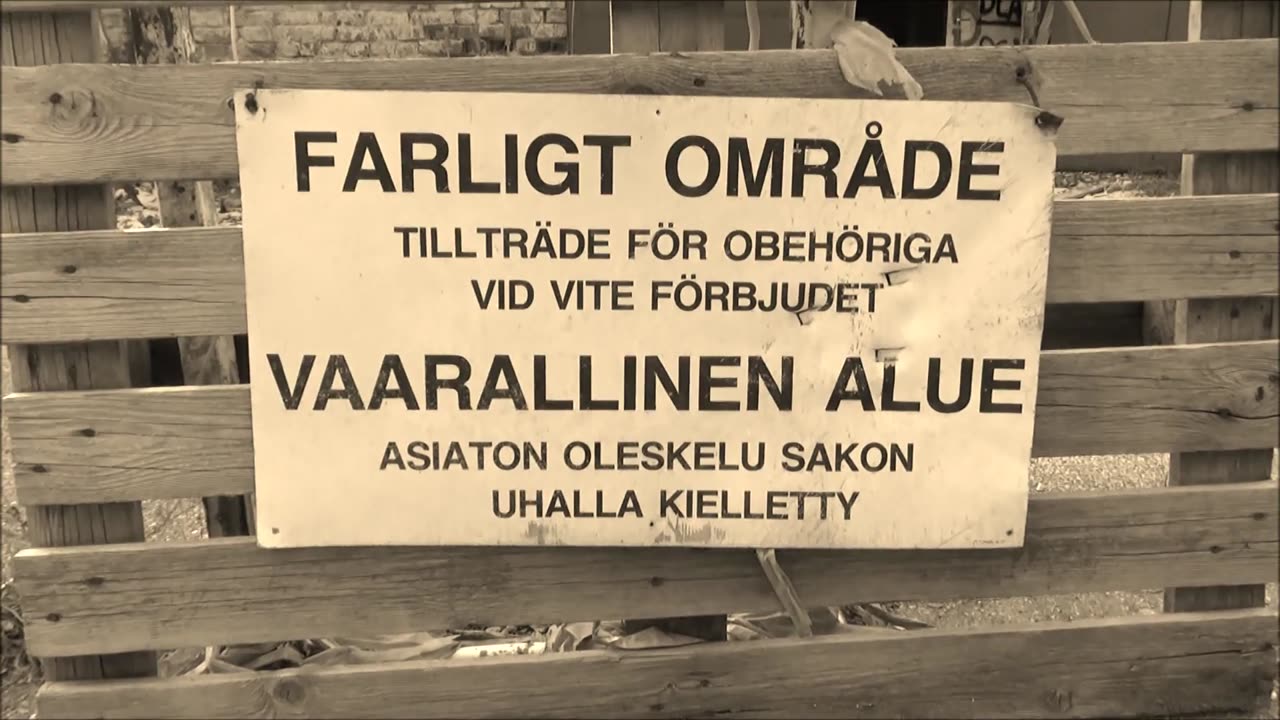 FARLIGT OMRÅDE
TILLTRÄDE FÖR OBEHÖRIGA
VID VITE FÖRBJUDET
VAARALLINEN ALUE
ASIATON OLESKELU SAKON
UHALLA KIELLETTY